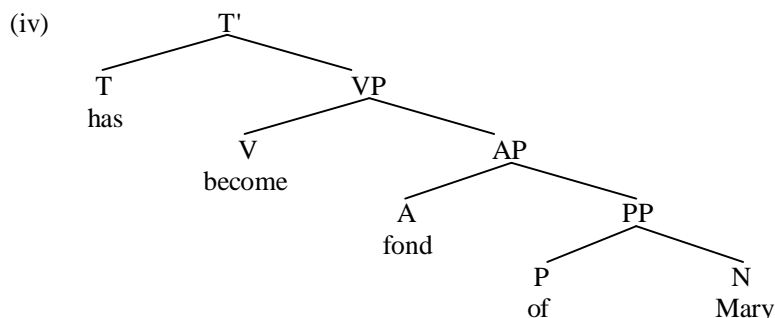 (iv) T'
T VP
has
V AP
become
A PP
fond
P N
of Mary